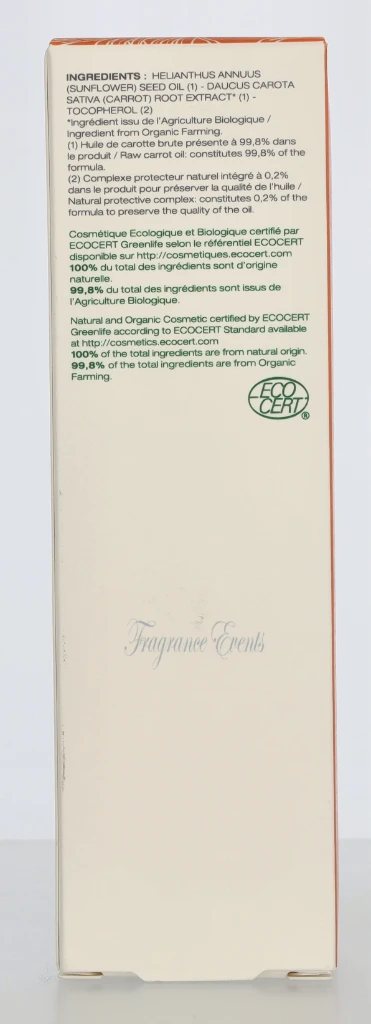 INGREDIENTS : HELIANTHUS ANNUUS
(SUNFLOWER) SEED OIL (1) - DAUCUS CAROTA
SATIVA (CARROT) ROOT EXTRACT* (1) -
TOCOPHEROL (2)
*Ingrédient issu de l'Agriculture Biologique /
Ingredient from Organic Farming.
(1) Huile de carotte brute présente à 99,8% dans
le produit / Raw carrot oil: constitutes 99,8% of the
formula.
(2) Complexe protecteur naturel intégré à 0,2%
dans le produit pour préserver la qualité de l'huile /
Natural protective complex: constitutes 0,2% of the
formula to preserve the quality of the oil.
Cosmétique Ecologique et Biologique certifié par
ECOCERT Greenlife selon le référentiel ECOCERT
disponible sur http://cosmetiques.ecocert.com
100% du total des ingrédients sont d'origine
naturelle.
99,8% du total des ingrédients sont issus de
l'Agriculture Biologique.
Natural and Organic Cosmetic certified by ECOCERT
Greenlife according to ECOCERT Standard available
at http://cosmetics.ecocert.com
100% of the total ingredients are from natural origin.
99,8% of the total ingredients are from Organic
Farming.
ECO
CERT®
Fragrance Events